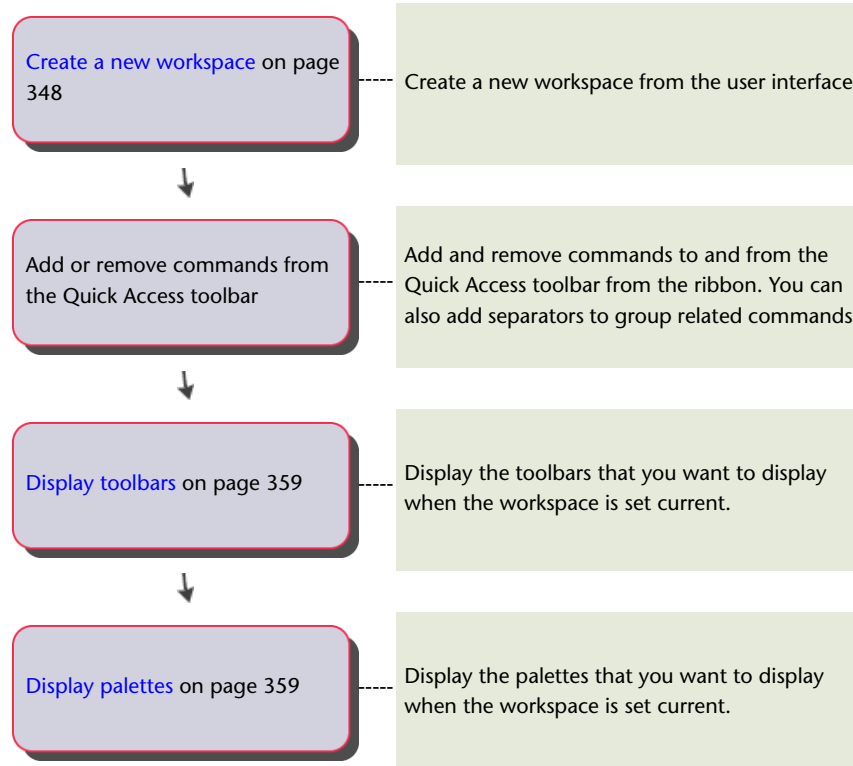 Create a new workspace on page
348
Create a new workspace from the user interface
Add or remove commands from
the Quick Access toolbar
Add and remove commands to and from the
Quick Access toolbar from the ribbon. You can
also add separators to group related commands
Display toolbars on page 359
Display the toolbars that you want to display
when the workspace is set current.
Display palettes on page 359
Display the palettes that you want to display
when the workspace is set current.